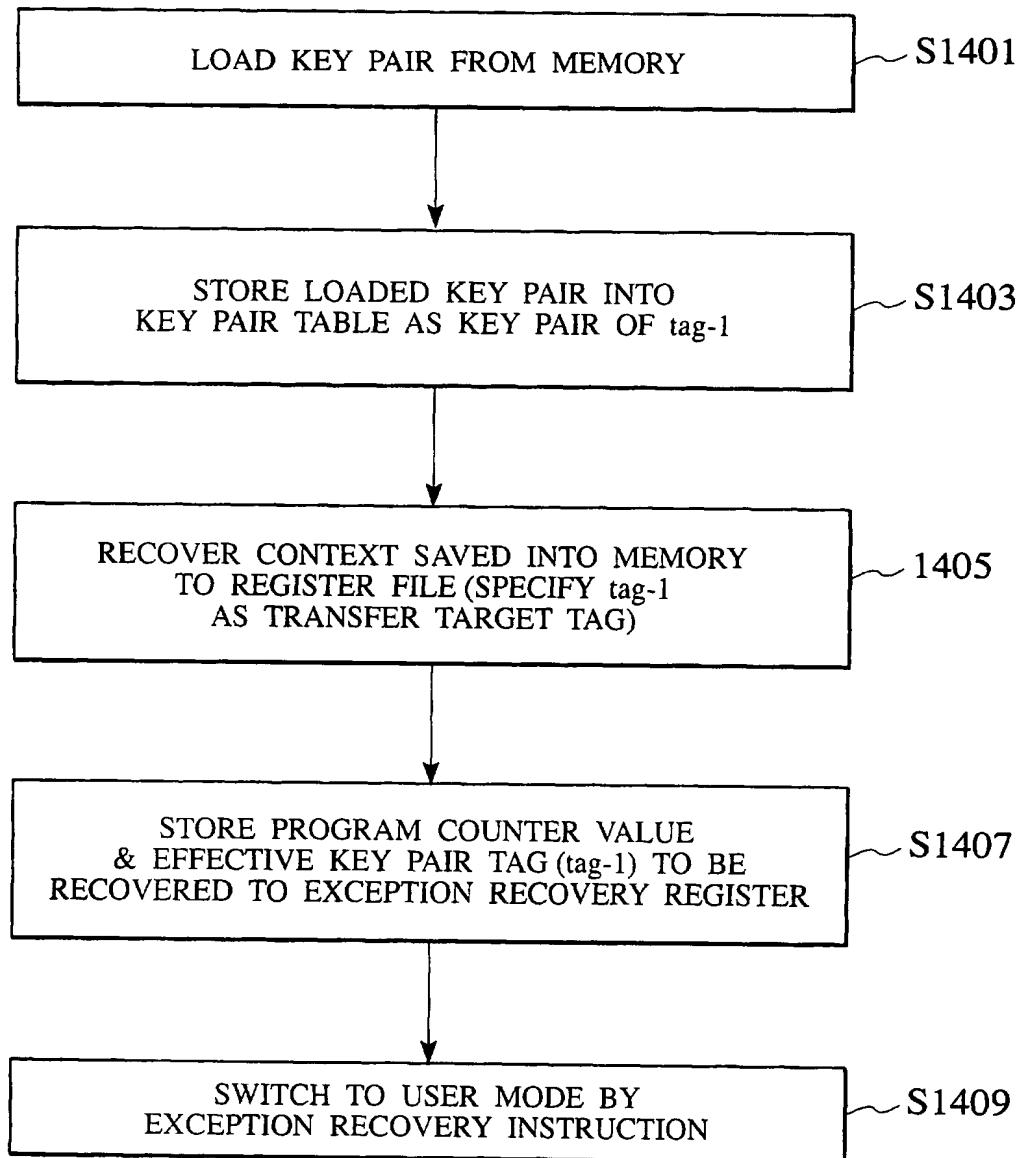 LOAD KEY PAIR FROM MEMORY
S1401
STORE LOADED KEY PAIR INTO
KEY PAIR TABLE AS KEY PAIR OF tag-1
S1403
RECOVER CONTEXT SAVED INTO MEMORY
TO REGISTER FILE (SPECIFY tag-1
AS TRANSFER TARGET TAG)
1405
STORE PROGRAM COUNTER VALUE
& EFFECTIVE KEY PAIR TAG (tag-1) TO BE
RECOVERED TO EXCEPTION RECOVERY REGISTER
S1407
SWITCH TO USER MODE BY
EXCEPTION RECOVERY INSTRUCTION
S1409